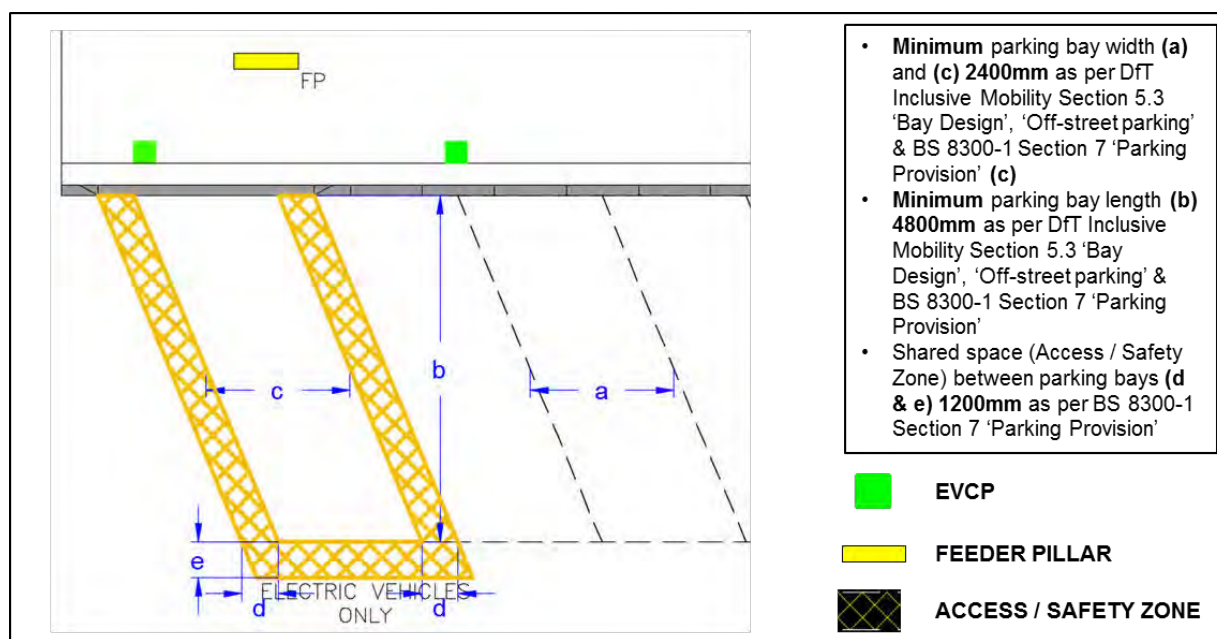 FP
c
b
a
e
d
d
ELECTRIC VEHICLES
ONLY
• Minimum parking bay width (a)
and (c) 2400mm as per DfT
Inclusive Mobility Section 5.3
‘Bay Design’, ‘Off-street parking’
& BS 8300-1 Section 7 ‘Parking
Provision’ (c)
• Minimum parking bay length (b)
4800mm as per DfT Inclusive
Mobility Section 5.3 ‘Bay
Design’, ‘Off-street parking’ &
BS 8300-1 Section 7 ‘Parking
Provision’
• Shared space (Access / Safety
Zone) between parking bays (d
& e) 1200mm as per BS 8300-1
Section 7 ‘Parking Provision’
EVCP
FEEDER PILLAR
ACCESS / SAFETY ZONE